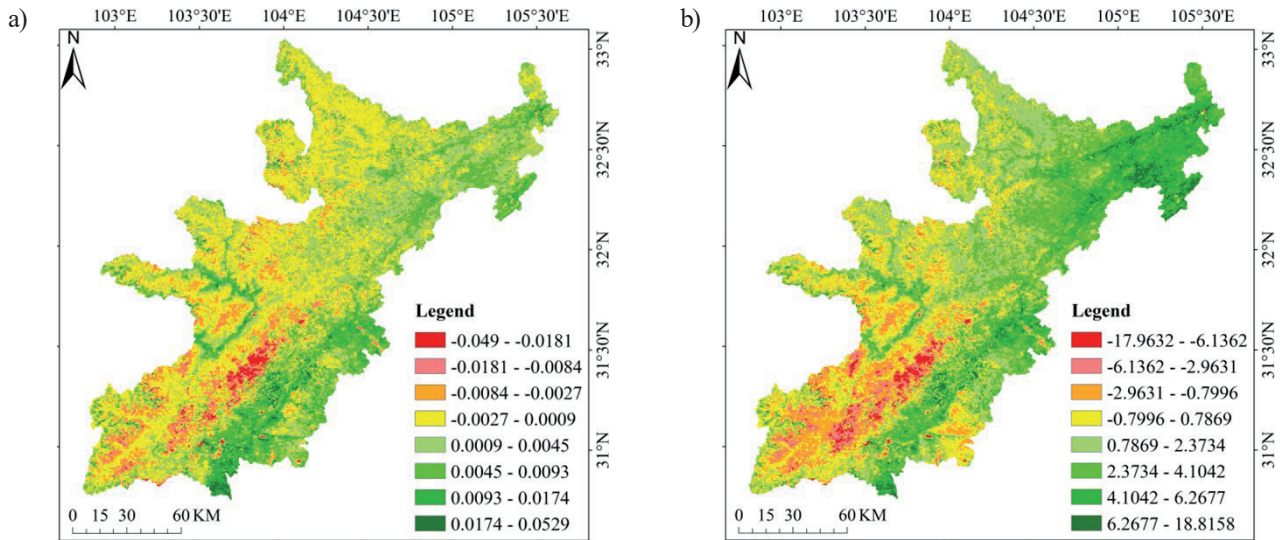 a)
103°E 103°30'E 104°E 104°30'E 105°E 105°30'E
N
33°N
32°30'N
32°N
31°30'N
31°N
Legend
-0.049 - -0.0181
-0.0181 - -0.0084
-0.0084 - -0.0027
-0.0027 - 0.0009
0.0009 - 0.0045
0.0045 - 0.0093
0.0093 - 0.0174
0.0174 - 0.0529
0 15 30 60 KM
b)
103°E 103°30'E 104°E 104°30'E 105°E 105°30'E
N
33°N
32°30'N
32°N
31°30'N
31°N
Legend
-17.9632 - -6.1362
-6.1362 - -2.9631
-2.9631 - -0.7996
-0.7996 - 0.7869
0.7869 - 2.3734
2.3734 - 4.1042
4.1042 - 6.2677
6.2677 - 18.8158
0 15 30 60 KM